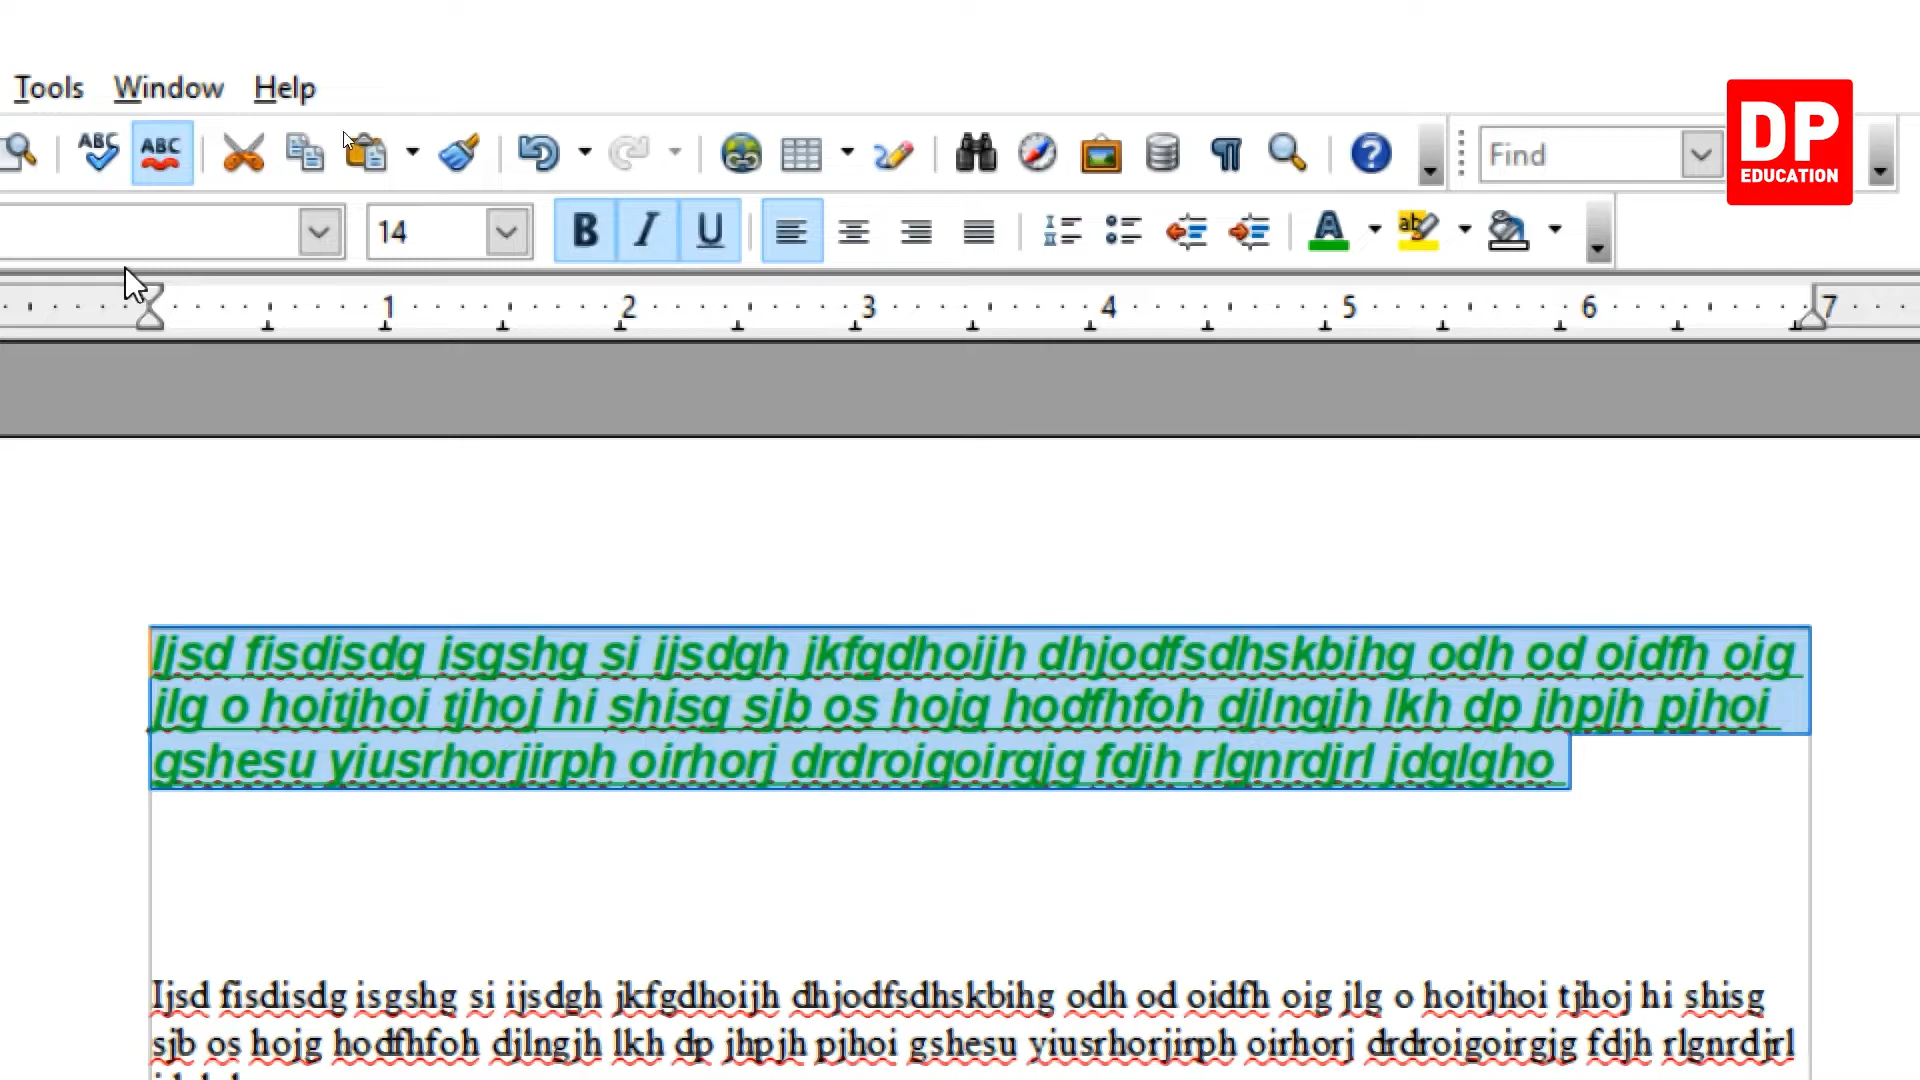 Tools Window Help
ABC ABC Find
DP
EDUCATION
14 B I U A ab
1 2 3 4 5 6 7
Ijsd fisdisdg isgshg si ijsdgh jkfgdhoijh dhjodfsdhskbihg odh od oidfh oig
jlg o hoitjhoi tjhoj hi shisg sjb os hojg hodfhfoh djlngjh lkh dp jhpjh pjhoi
gshesu yiusrhorjirph oirhorj drdroigoirgjg fdjh rlgnrdjrl jdglgho
Ijsd fisdisdg isgshg si ijsdgh jkfgdhoijh dhjodfsdhskbihg odh od oidfh oig jlg o hoitjhoi tjhoj hi shisg
sjb os hojg hodfhfoh djlngjh lkh dp jhpjh pjhoi gshesu yiusrhorjirph oirhorj drdroigoirgjg fdjh rlgnrdjrl